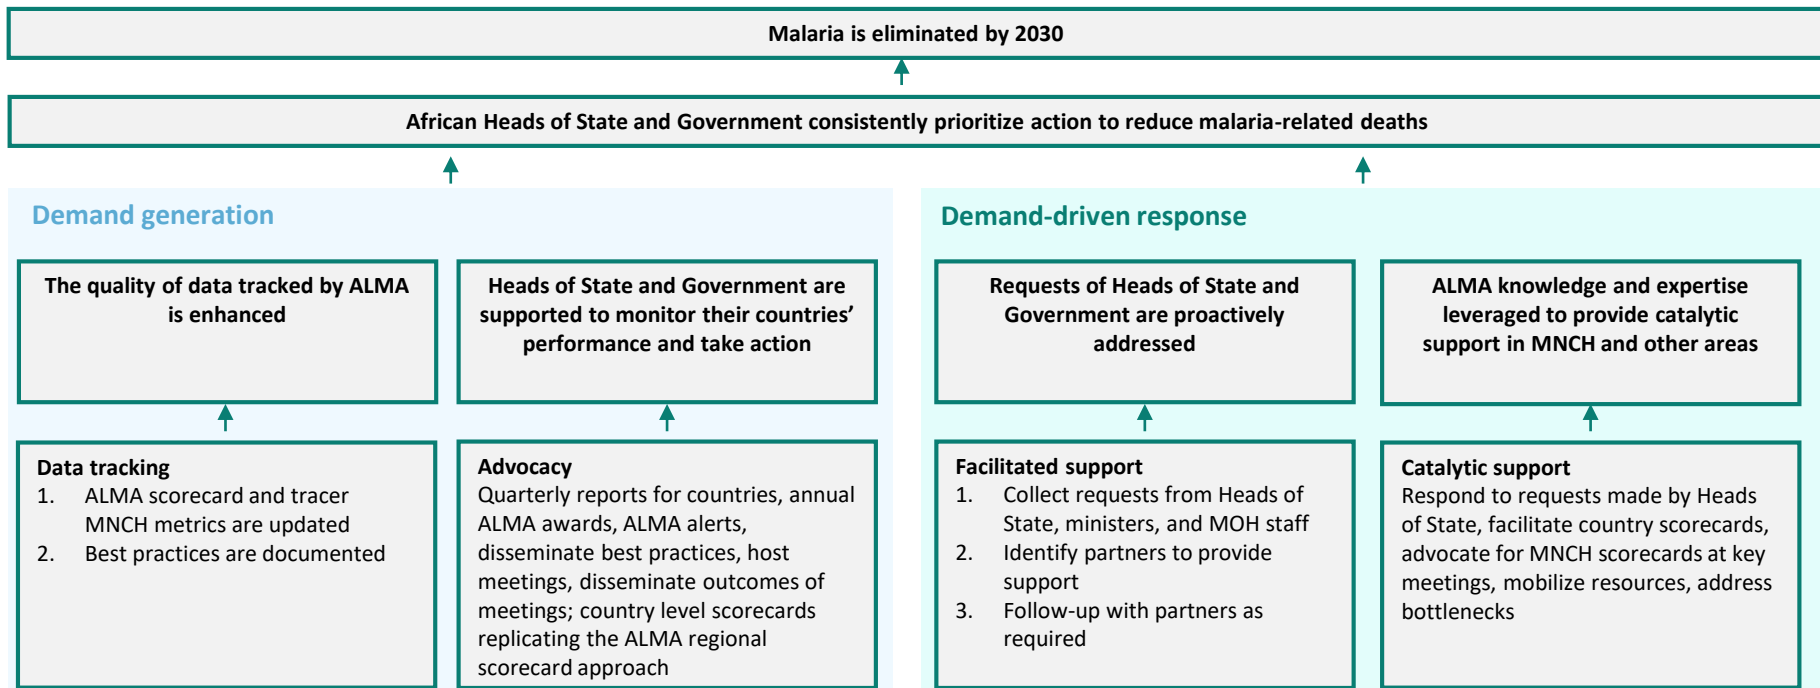 Malaria is eliminated by 2030
African Heads of State and Government consistently prioritize action to reduce malaria-related deaths
Demand generation
The quality of data tracked by ALMA
is enhanced
Heads of State and Government are
supported to monitor their countries’
performance and take action
Data tracking
1. ALMA scorecard and tracer
MNCH metrics are updated
2. Best practices are documented
Advocacy
Quarterly reports for countries, annual
ALMA awards, ALMA alerts,
disseminate best practices, host
meetings, disseminate outcomes of
meetings; country level scorecards
replicating the ALMA regional
scorecard approach
Demand-driven response
Requests of Heads of State and
Government are proactively
addressed
ALMA knowledge and expertise
leveraged to provide catalytic
support in MNCH and other areas
Facilitated support
1. Collect requests from Heads of
State, ministers, and MOH staff
2. Identify partners to provide
support
3. Follow-up with partners as
required
Catalytic support
Respond to requests made by Heads
of State, facilitate country scorecards,
advocate for MNCH scorecards at key
meetings, mobilize resources, address
bottlenecks